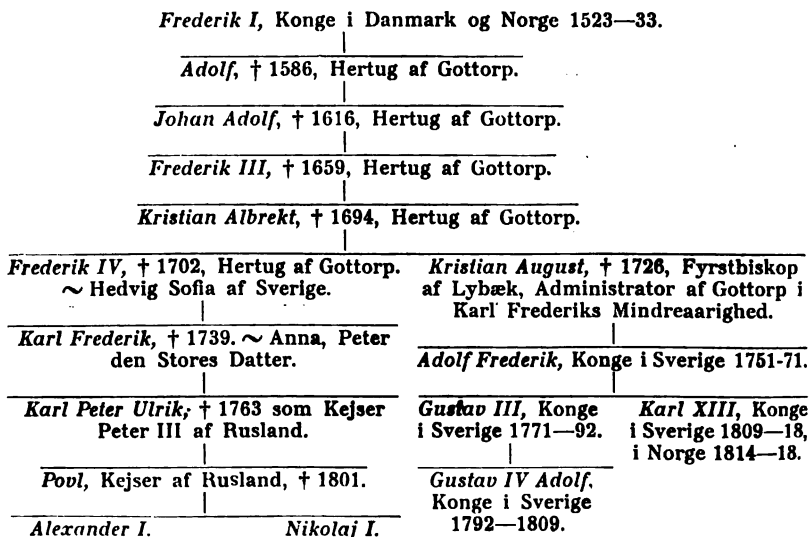 Frederik I, Konge i Danmark og Norge 1523—33.
Adolf, † 1586, Hertug af Gottorp.
Johan Adolf, † 1616, Hertug af Gottorp.
Frederik III, † 1659, Hertug af Gottorp.
Kristian Albrekt, † 1694, Hertug af Gottorp.
Frederik IV, † 1702, Hertug af Gottorp.
~ Hedvig Sofia af Sverige.
Kristian August, † 1726, Fyrstbiskop
af Lybæk, Administrator af Gottorp i
Karl Frederiks Mindreaarighed.
Karl Frederik, † 1739. ~ Anna, Peter
den Stores Datter.
Adolf Frederik, Konge i Sverige 1751-71.
Karl Peter Ulrik, † 1763 som Kejser
Peter III af Rusland.
Gustav III, Konge
i Sverige 1771—92.
Karl XIII, Konge
i Sverige 1809—18,
i Norge 1814—18.
Povl, Kejser af Rusland, † 1801.
Gustav IV Adolf,
Konge i Sverige
1792—1809.
Alexander I.
Nikolaj I.